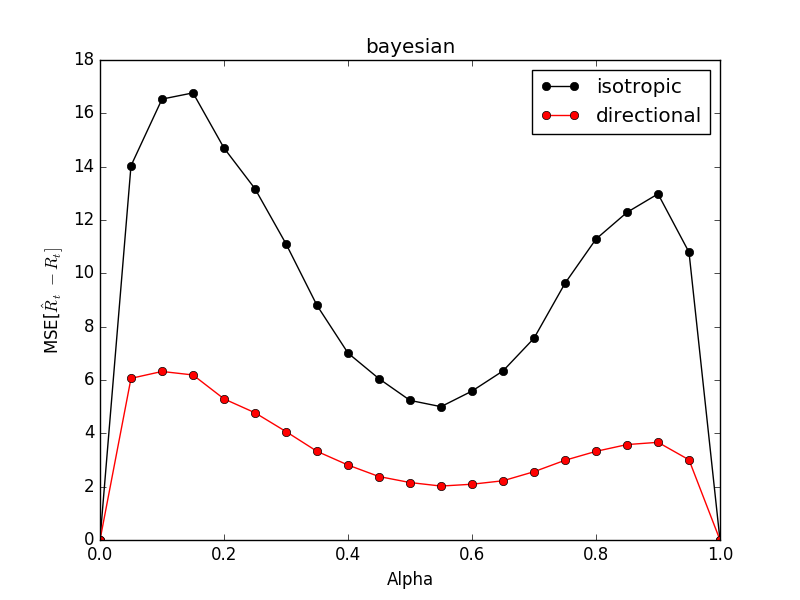 bayesian
isotropic
directional
18
16
14
12
10
8
6
4
2
0
MSE[R̂_t − R_t]
0.0 0.2 0.4 0.6 0.8 1.0
Alpha